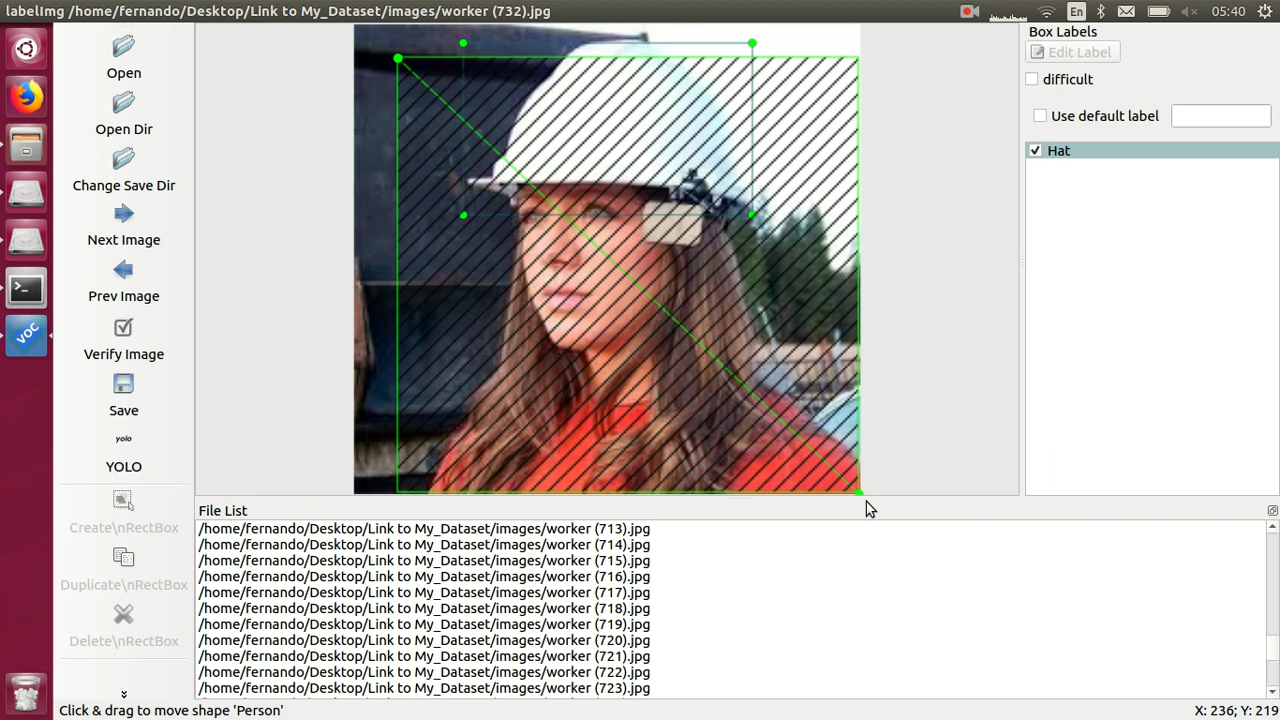 labelImg /home/fernando/Desktop/Link to My_Dataset/images/worker (732).jpg
En
05:40
Open
Open Dir
Change Save Dir
Next Image
Prev Image
Verify Image
Save
yolo
YOLO
Create\nRectBox
Duplicate\nRectBox
Delete\nRectBox
VOC
Box Labels
Edit Label
difficult
Use default label
Hat
File List
/home/fernando/Desktop/Link to My_Dataset/images/worker (713).jpg
/home/fernando/Desktop/Link to My_Dataset/images/worker (714).jpg
/home/fernando/Desktop/Link to My_Dataset/images/worker (715).jpg
/home/fernando/Desktop/Link to My_Dataset/images/worker (716).jpg
/home/fernando/Desktop/Link to My_Dataset/images/worker (717).jpg
/home/fernando/Desktop/Link to My_Dataset/images/worker (718).jpg
/home/fernando/Desktop/Link to My_Dataset/images/worker (719).jpg
/home/fernando/Desktop/Link to My_Dataset/images/worker (720).jpg
/home/fernando/Desktop/Link to My_Dataset/images/worker (721).jpg
/home/fernando/Desktop/Link to My_Dataset/images/worker (722).jpg
/home/fernando/Desktop/Link to My_Dataset/images/worker (723).jpg
Click & drag to move shape 'Person'
X: 236; Y: 219